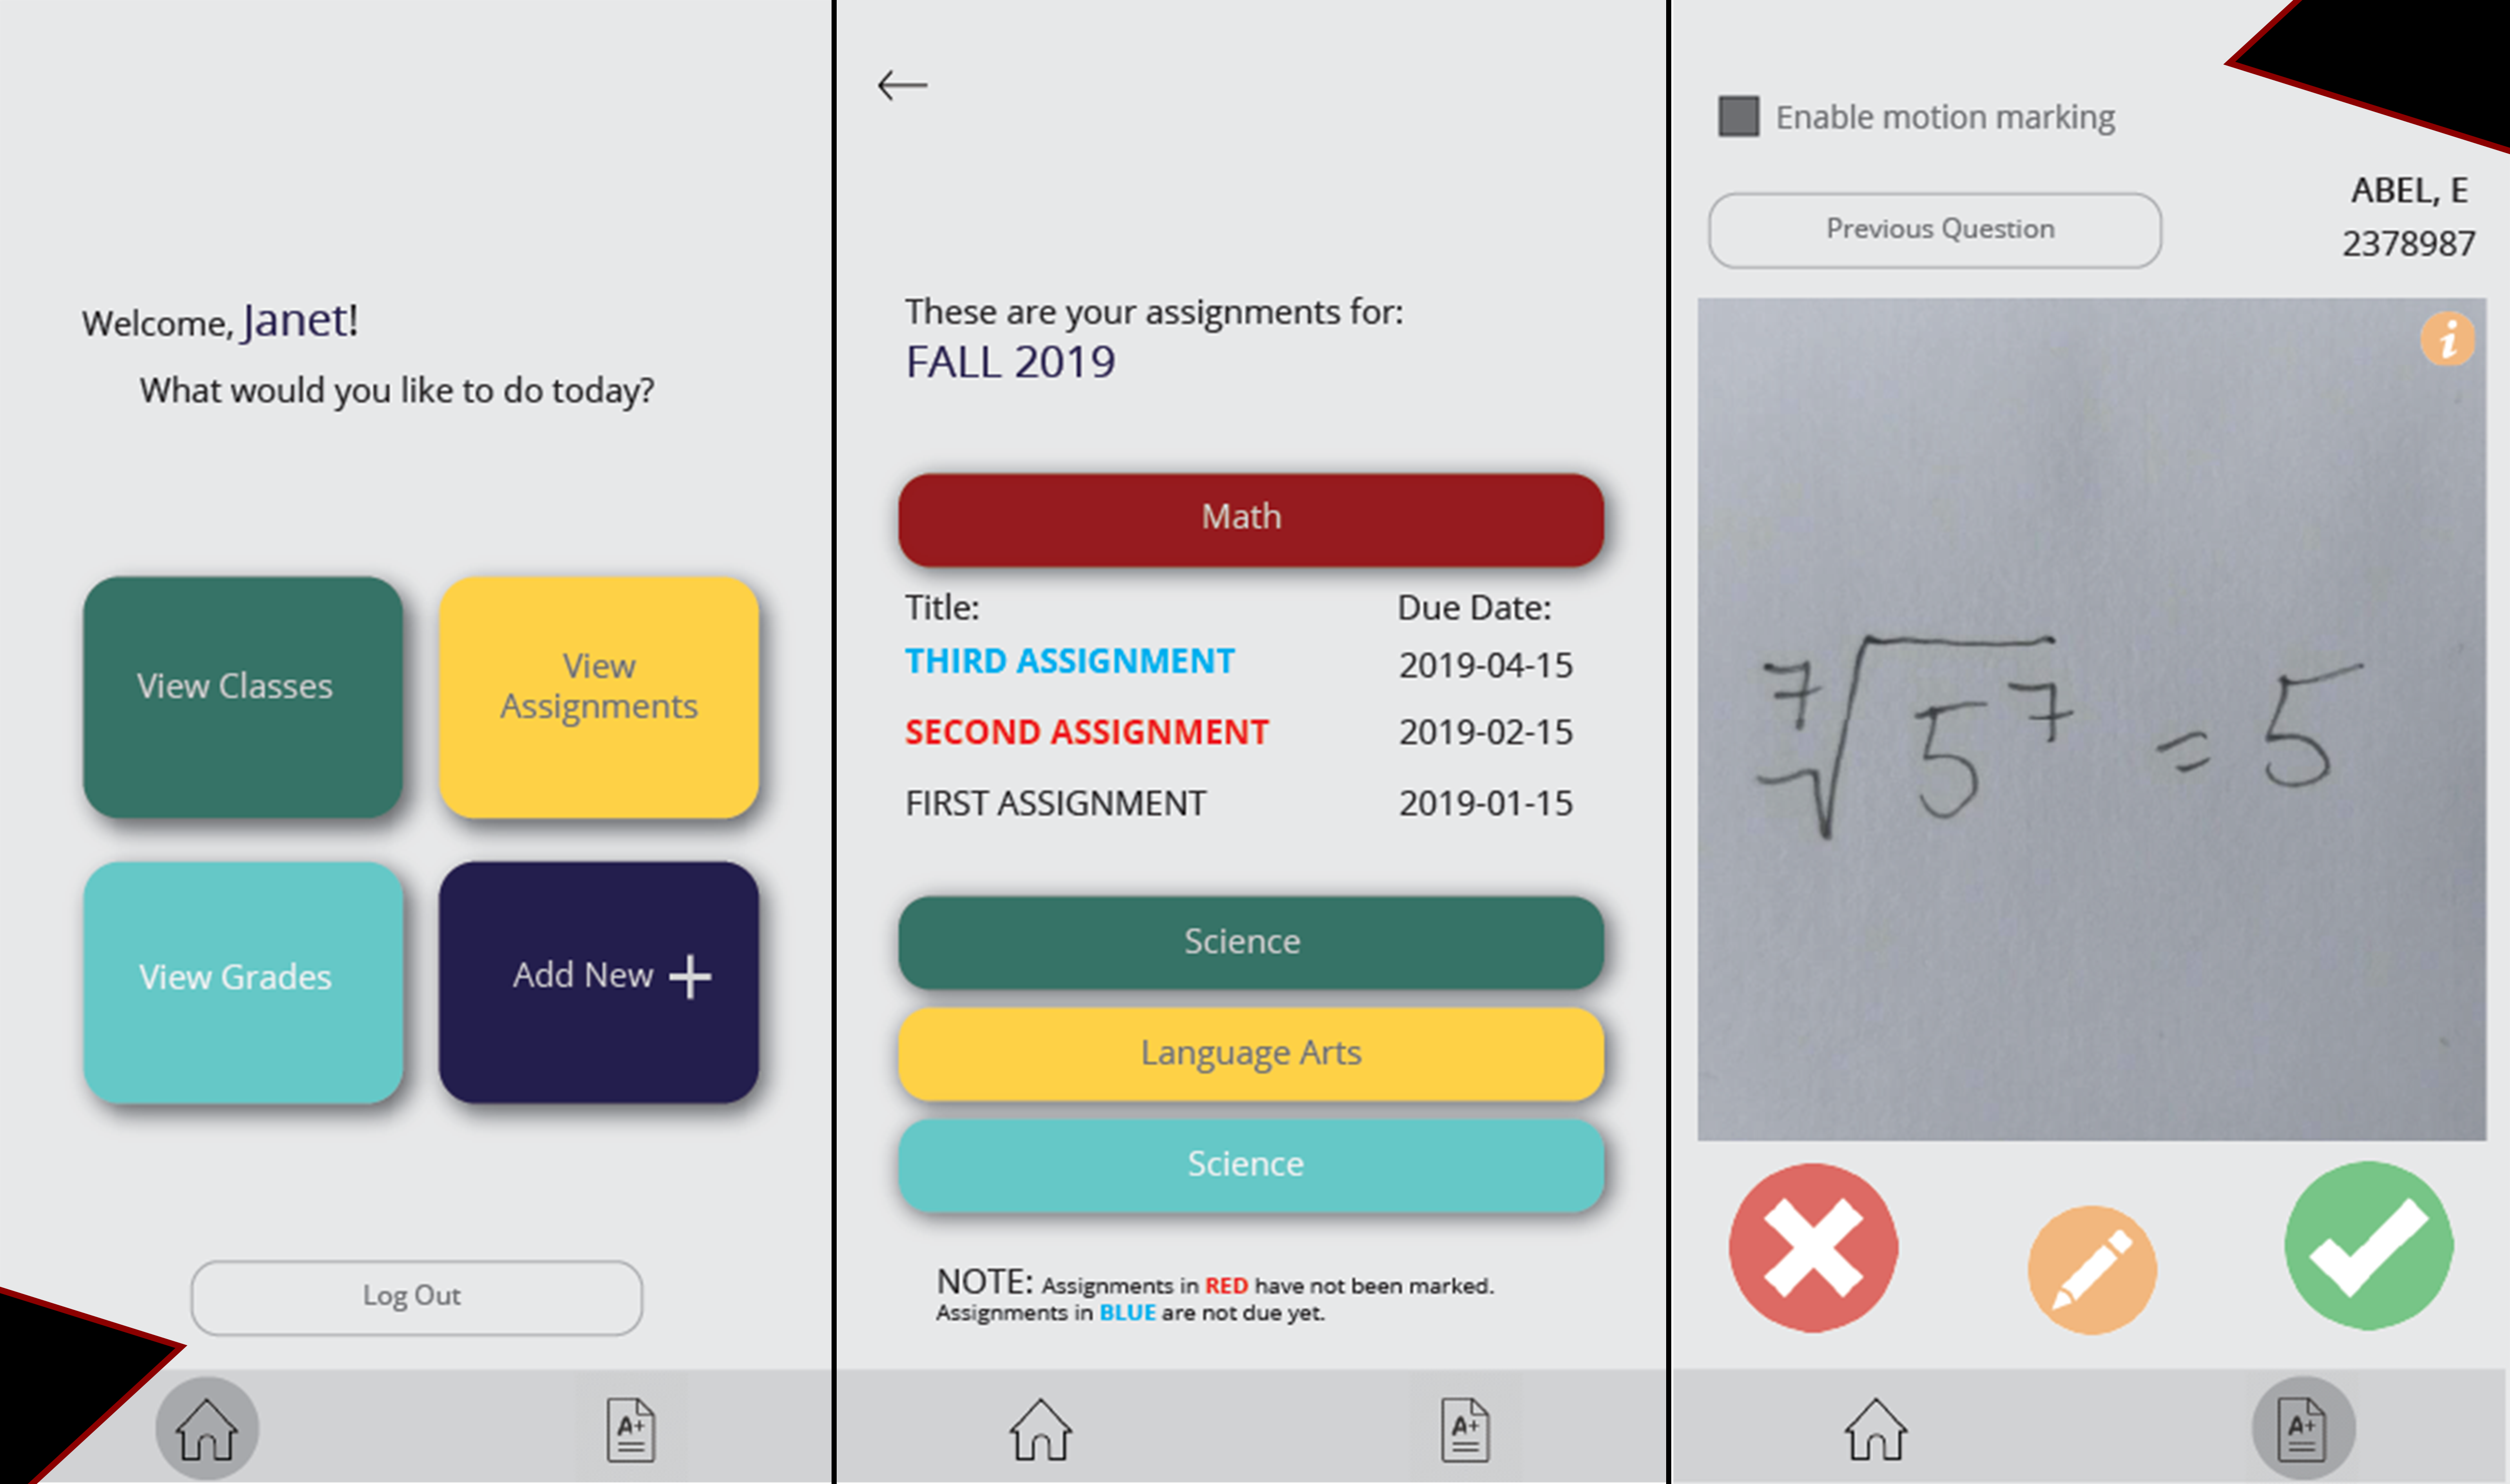 Welcome, Janet!
What would you like to do today?
View Classes
View
Assignments
View Grades
Add New +
Log Out
A+
These are your assignments for:
FALL 2019
Math
Title: Due Date:
THIRD ASSIGNMENT 2019-04-15
SECOND ASSIGNMENT 2019-02-15
FIRST ASSIGNMENT 2019-01-15
Science
Language Arts
Science
NOTE: Assignments in RED have not been marked.
Assignments in BLUE are not due yet.
A+
Enable motion marking
Previous Question
ABEL, E
2378987
i
⁷√5⁷ = 5
A+